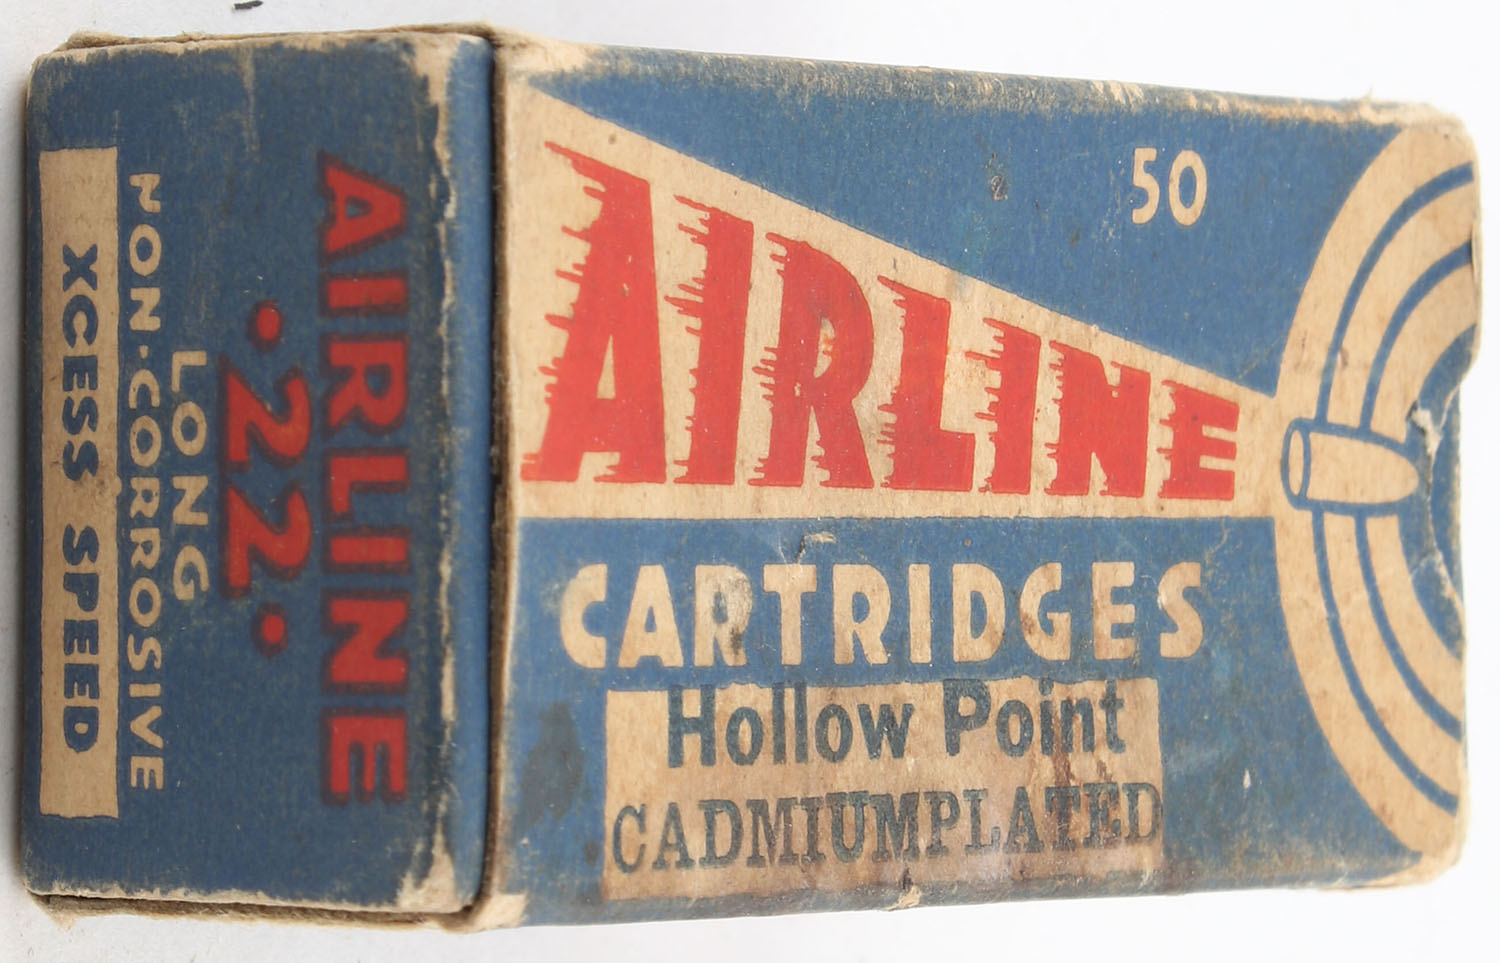 50
AIRLINE
CARTRIDGES
Hollow Point
CADMIUMPLATED
AIRLINE
.22.
LONG
NON-CORROSIVE
XCESS SPEED